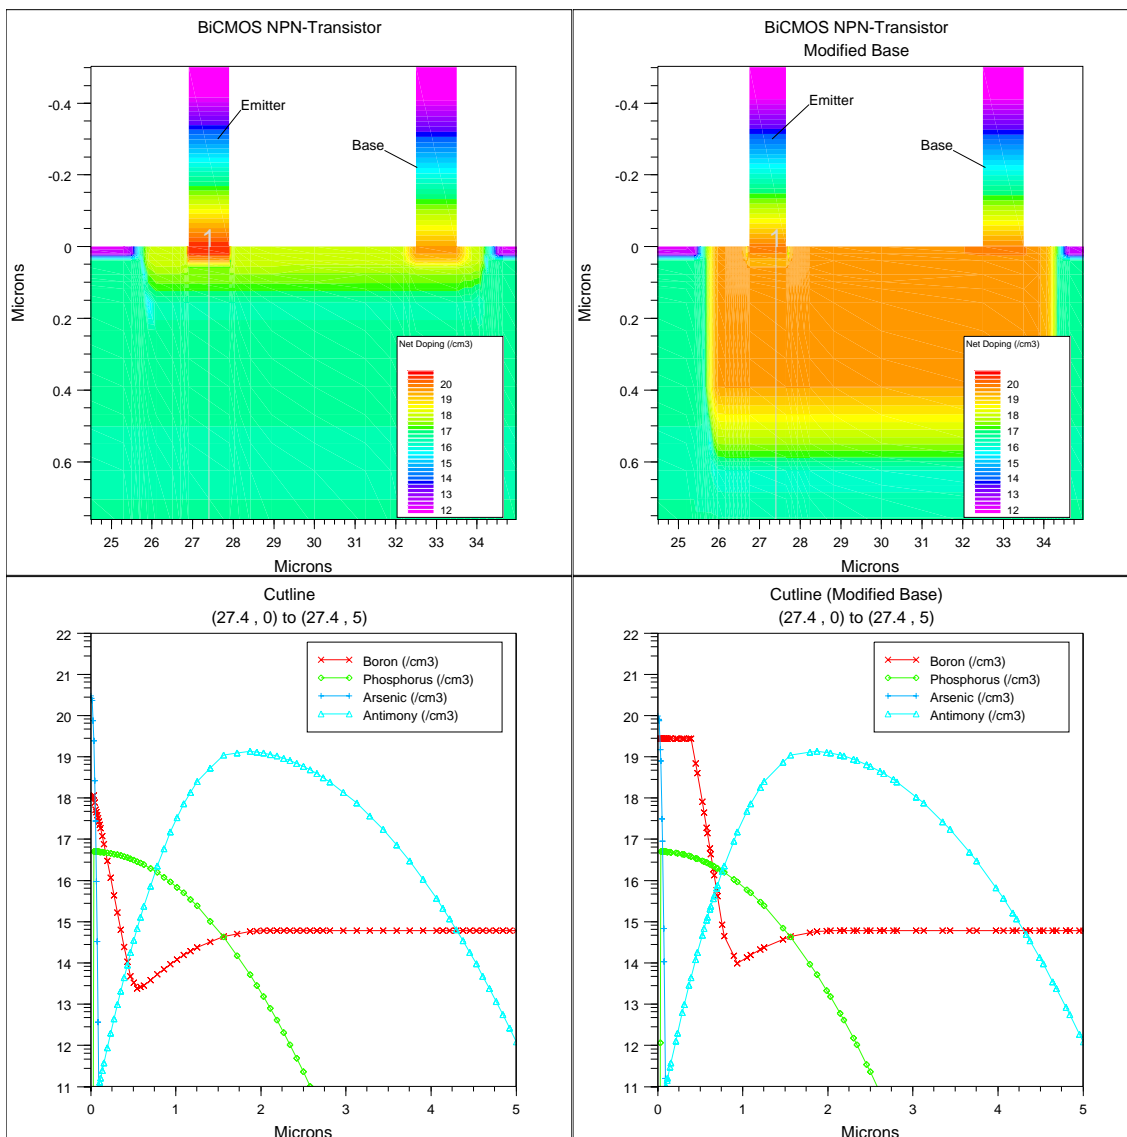 BiCMOS NPN-Transistor
Emitter
Base
-0.4
-0.2
0
0.2
0.4
0.6
Microns
1
Net Doping (/cm3)
20
19
18
17
16
15
14
13
12
25 26 27 28 29 30 31 32 33 34
Microns
BiCMOS NPN-Transistor
Modified Base
Emitter
Base
-0.4
-0.2
0
0.2
0.4
0.6
Microns
1
Net Doping (/cm3)
20
19
18
17
16
15
14
13
12
25 26 27 28 29 30 31 32 33 34
Microns
Cutline
(27.4 , 0) to (27.4 , 5)
Boron (/cm3)
Phosphorus (/cm3)
Arsenic (/cm3)
Antimony (/cm3)
22
21
20
19
18
17
16
15
14
13
12
11
0 1 2 3 4 5
Microns
Cutline (Modified Base)
(27.4 , 0) to (27.4 , 5)
Boron (/cm3)
Phosphorus (/cm3)
Arsenic (/cm3)
Antimony (/cm3)
22
21
20
19
18
17
16
15
14
13
12
11
0 1 2 3 4 5
Microns